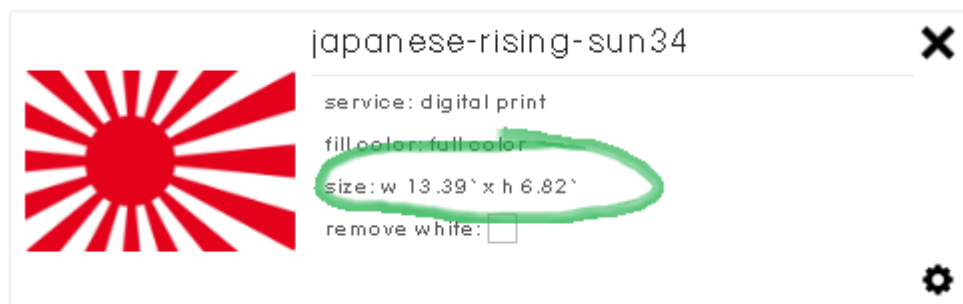 japanese-rising-sun34
service: digital print
fill color: full color
size: w 13.39` x h 6.82`
remove white: